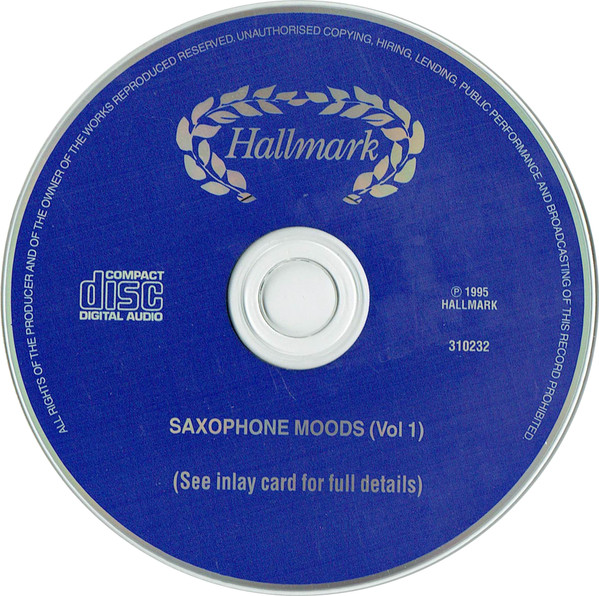 ALL RIGHTS OF THE PRODUCER AND OF THE OWNER OF THE WORKS REPRODUCED RESERVED. UNAUTHORISED COPYING, HIRING, LENDING, PUBLIC PERFORMANCE AND BROADCASTING OF THIS RECORD PROHIBITED
Hallmark
COMPACT
disc
DIGITAL AUDIO
℗ 1995
HALLMARK
310232
SAXOPHONE MOODS (Vol 1)
(See inlay card for full details)